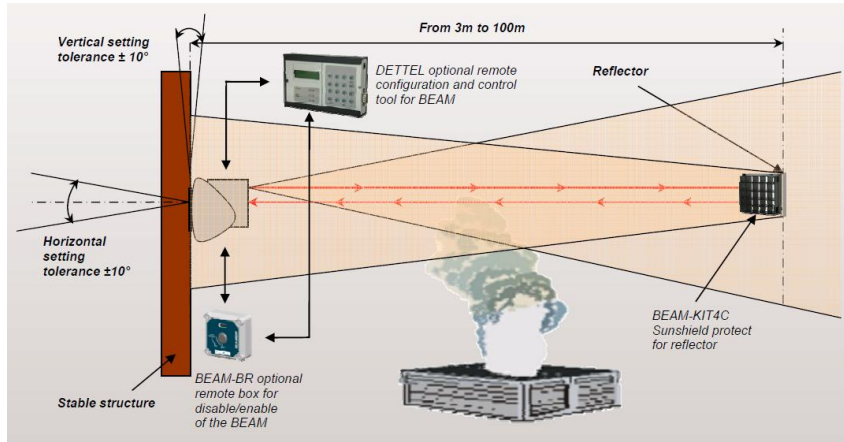 Vertical setting
tolerance ± 10°
From 3m to 100m
DETTEL optional remote
configuration and control
tool for BEAM
Reflector
Horizontal
setting
tolerance ±10°
BEAM-KIT4C
Sunshield protect
for reflector
BEAM-BR optional
remote box for
disable/enable
of the BEAM
Stable structure